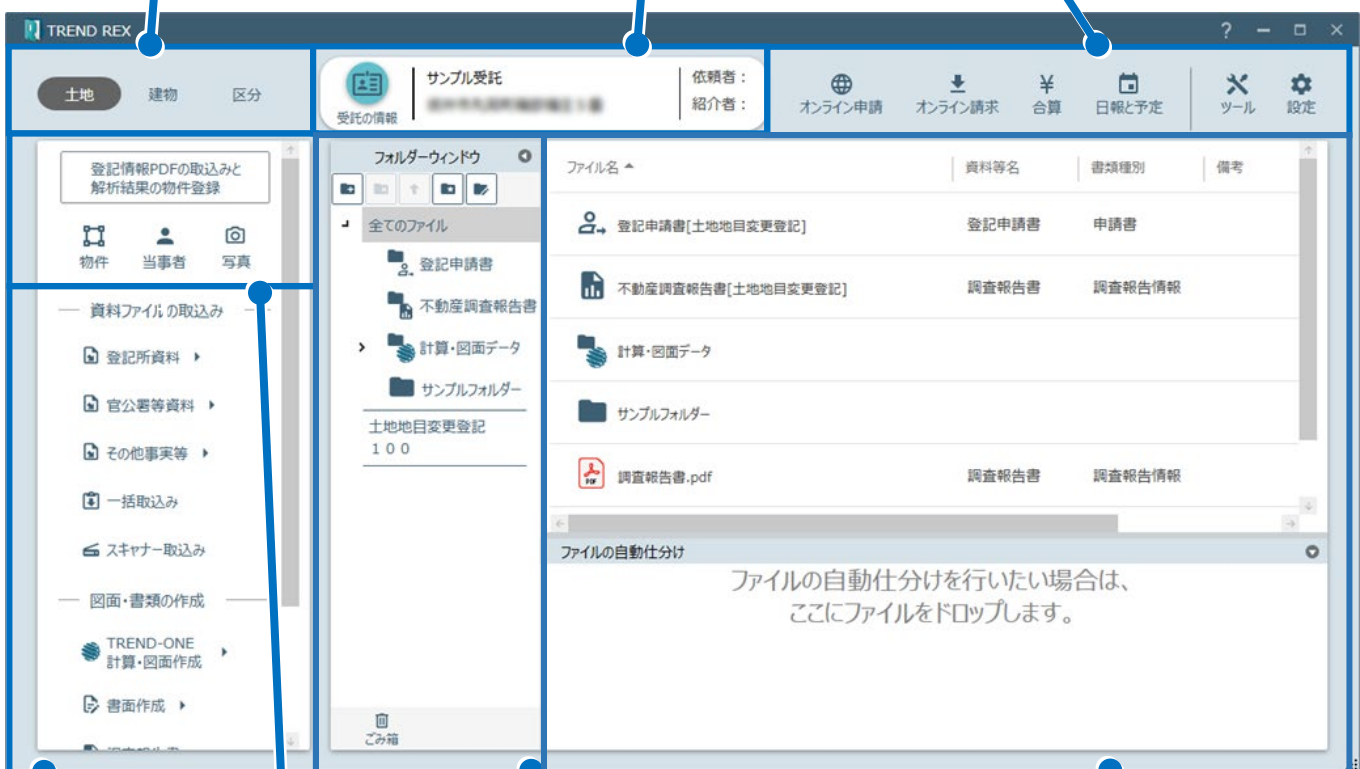 TREND REX
土地 建物 区分
受託の情報
サンプル受託
依頼者：
紹介者：
オンライン申請 オンライン請求 合算 日報と予定 ツール 設定
登記情報PDFの取込みと
解析結果の物件登録
物件 当事者 写真
資料ファイルの取込み
登記所資料
官公署等資料
その他事実等
一括取込み
スキャナー取込み
図面・書類の作成
TREND-ONE
計算・図面作成
書面作成
フォルダーウィンドウ
全てのファイル
登記申請書
不動産調査報告書
計算・図面データ
サンプルフォルダー
土地地目変更登記
１００
ごみ箱
ファイル名 資料等名 書類種別 備考
登記申請書[土地地目変更登記] 登記申請書 申請書
不動産調査報告書[土地地目変更登記] 調査報告書 調査報告情報
計算・図面データ
サンプルフォルダー
PDF 調査報告書.pdf 調査報告書 調査報告情報
ファイルの自動仕分け
ファイルの自動仕分けを行いたい場合は、
ここにファイルをドロップします。